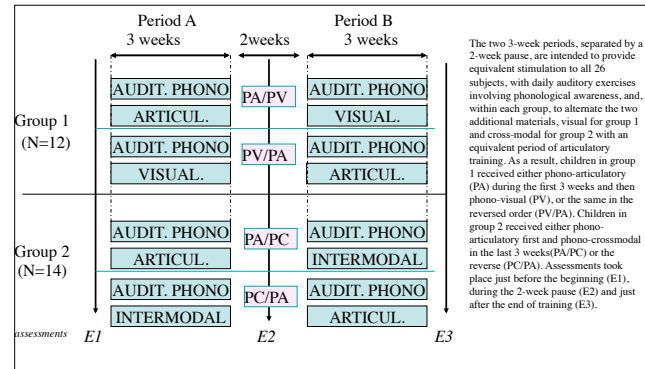 Period A
Period B
3 weeks
2weeks
3 weeks
Group 1
(N=12)
AUDIT. PHONO
ARTICUL.
PA/PV
AUDIT. PHONO
VISUAL.
AUDIT. PHONO
VISUAL.
PV/PA
AUDIT. PHONO
ARTICUL.
Group 2
(N=14)
AUDIT. PHONO
ARTICUL.
PA/PC
AUDIT. PHONO
INTERMODAL
AUDIT. PHONO
INTERMODAL
PC/PA
AUDIT. PHONO
ARTICUL.
assessments
E1
E2
E3
The two 3-week periods, separated by a
2-week pause, are intended to provide
equivalent stimulation to all 26
subjects, with daily auditory exercises
involving phonological awareness, and,
within each group, to alternate the two
additional materials, visual for group 1
and cross-modal for group 2 with an
equivalent period of articulatory
training. As a result, children in group
1 received either phono-articulatory
(PA) during the first 3 weeks and then
phono-visual (PV), or the same in the
reversed order (PV/PA). Children in
group 2 received either phono-
articulatory first and phono-crossmodal
in the last 3 weeks(PA/PC) or the
reverse (PC/PA). Assessments took
place just before the beginning (E1),
during the 2-week pause (E2) and just
after the end of training (E3).